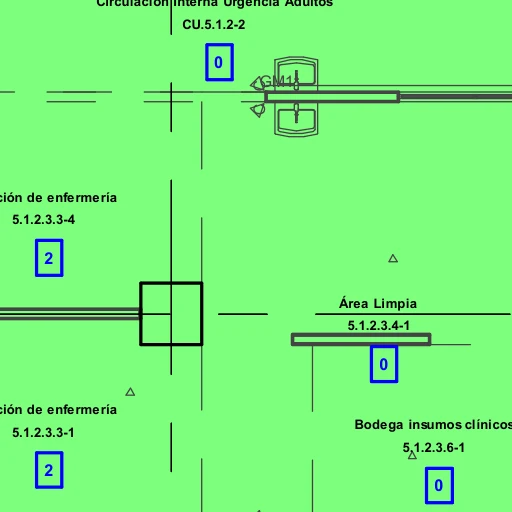 Circulación Interna Urgencia Adultos
CU.5.1.2-2
0
ción de enfermería
5.1.2.3.3-4
2
Área Limpia
5.1.2.3.4-1
0
ción de enfermería
5.1.2.3.3-1
2
Bodega insumos clínicos
5.1.2.3.6-1
0